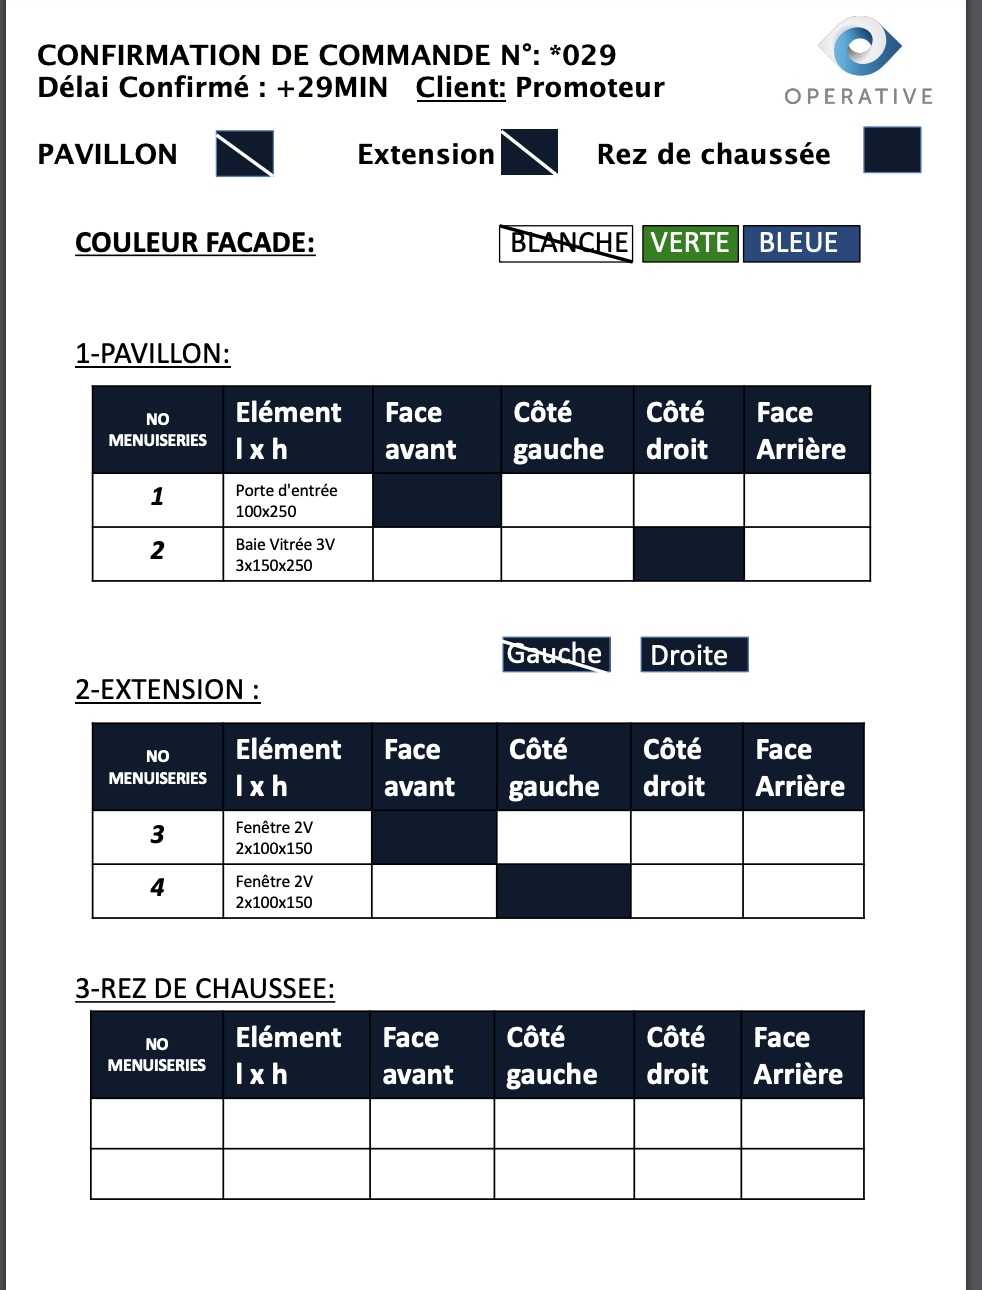 CONFIRMATION DE COMMANDE N°: *029
Délai Confirmé : +29MIN Client: Promoteur
OPERATIVE
PAVILLON Extension Rez de chaussée
COULEUR FACADE: BLANCHE VERTE BLEUE
1-PAVILLON:
NO MENUISERIES Elément l x h Face avant Côté gauche Côté droit Face Arrière
1 Porte d'entrée 100x250
2 Baie Vitrée 3V 3x150x250
Gauche Droite
2-EXTENSION :
NO MENUISERIES Elément l x h Face avant Côté gauche Côté droit Face Arrière
3 Fenêtre 2V 2x100x150
4 Fenêtre 2V 2x100x150
3-REZ DE CHAUSSEE:
NO MENUISERIES Elément l x h Face avant Côté gauche Côté droit Face Arrière